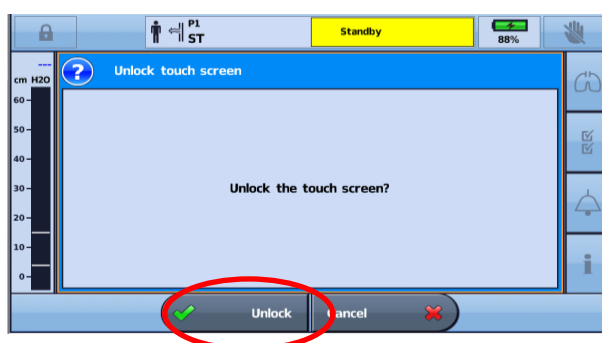 P1
ST
Standby
88%
---
cm H2O
Unlock touch screen
60
50
40
30
20
10
0
Unlock the touch screen?
Unlock
Cancel
i